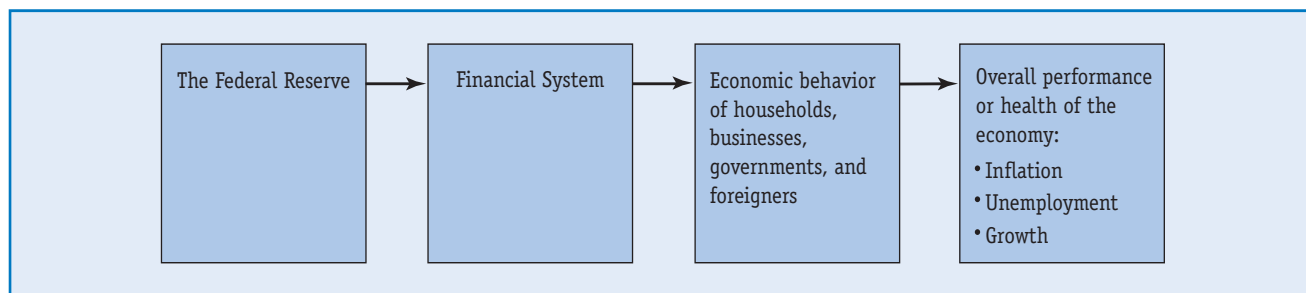 The Federal Reserve
Financial System
Economic behavior
of households,
businesses,
governments, and
foreigners
Overall performance
or health of the
economy:
• Inflation
• Unemployment
• Growth